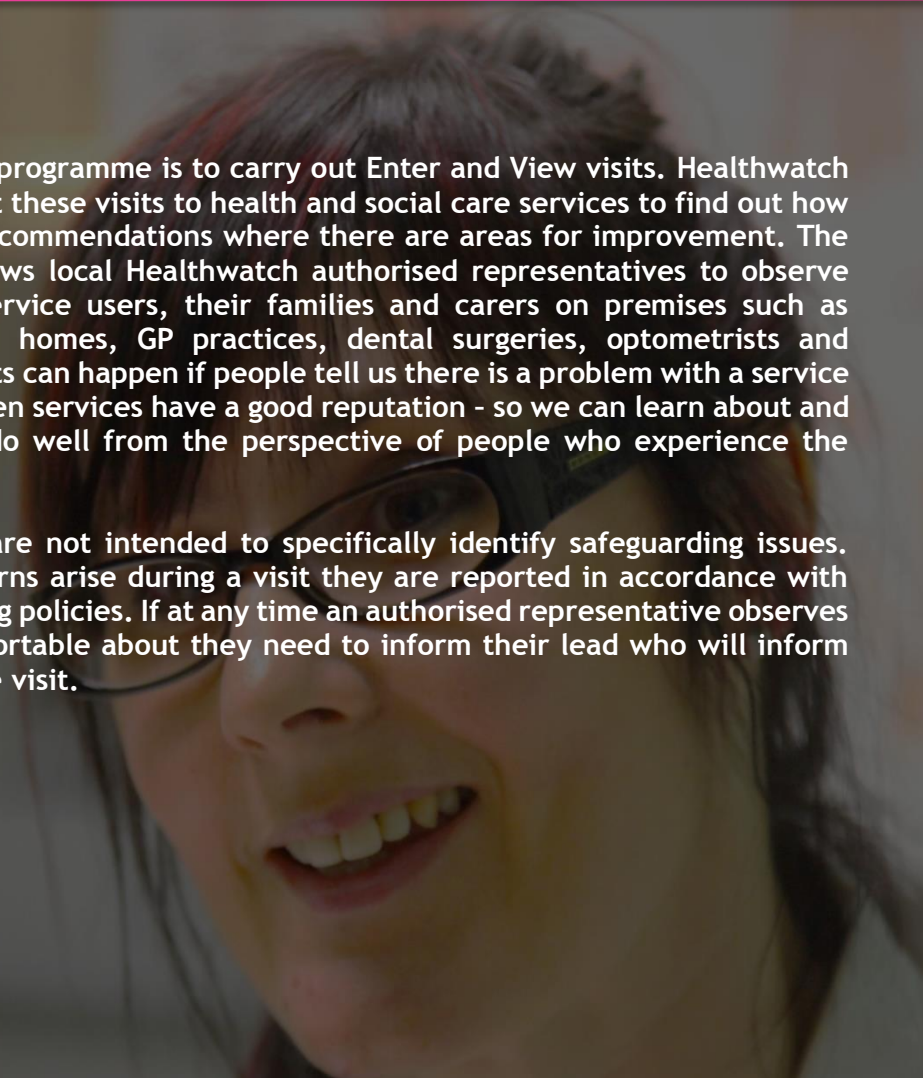 programme is to carry out Enter and View visits. Healthwatch
these visits to health and social care services to find out how
commendations where there are areas for improvement. The
ws local Healthwatch authorised representatives to observe
ervice users, their families and carers on premises such as
homes, GP practices, dental surgeries, optometrists and
ts can happen if people tell us there is a problem with a service
en services have a good reputation – so we can learn about and
do well from the perspective of people who experience the
are not intended to specifically identify safeguarding issues.
rns arise during a visit they are reported in accordance with
g policies. If at any time an authorised representative observes
ortable about they need to inform their lead who will inform
visit.